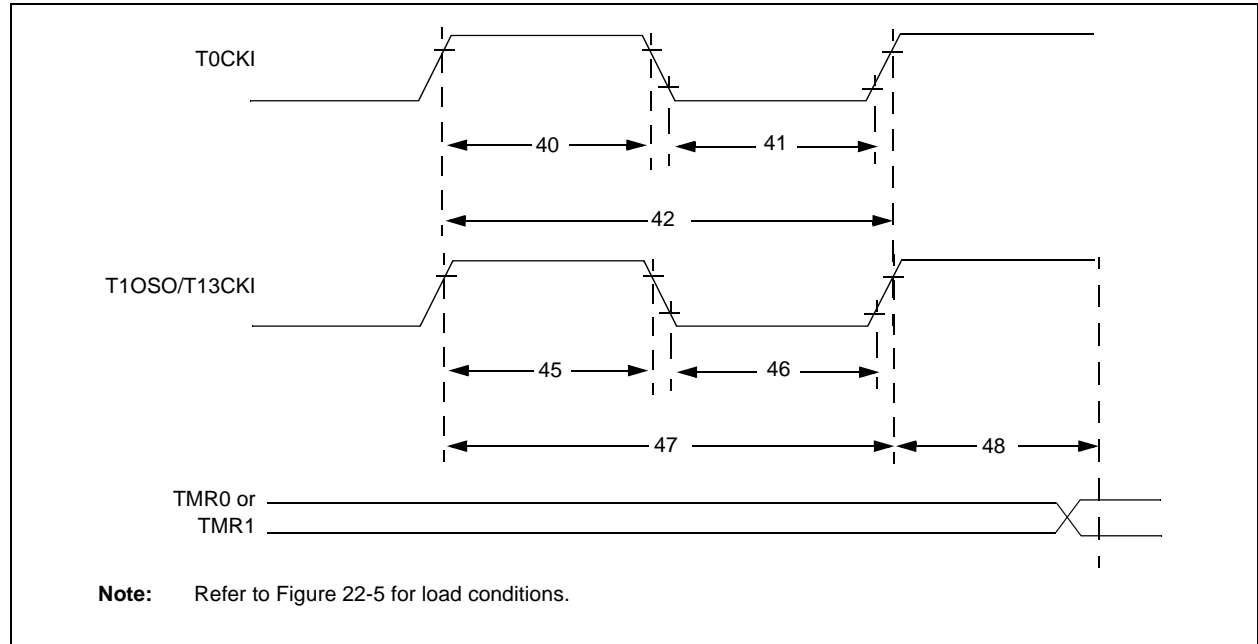 T0CKI
40
41
42
T1OSO/T13CKI
45
46
47
48
TMR0 or
TMR1
Note: Refer to Figure 22-5 for load conditions.